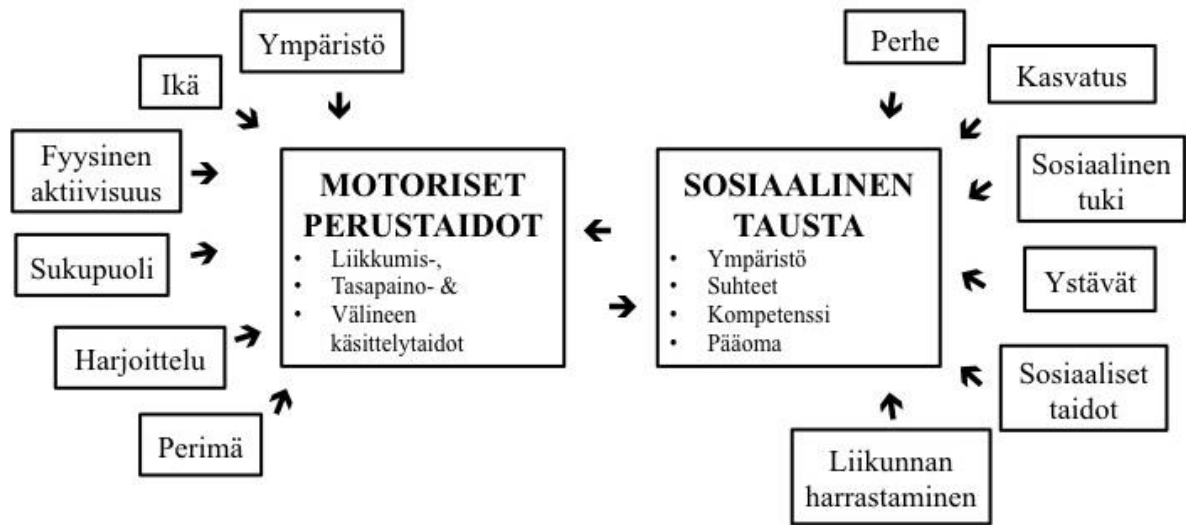 Ympäristö
Ikä
Fyysinen
aktiivisuus
Sukupuoli
Harjoittelu
Perimä
MOTORISET
PERUSTAIDOT
• Liikkumis-,
• Tasapaino- &
• Välineen
käsittelytaidot
SOSIAALINEN
TAUSTA
• Ympäristö
• Suhteet
• Kompetenssi
• Pääoma
Perhe
Kasvatus
Sosiaalinen
tuki
Ystävät
Sosiaaliset
taidot
Liikunnan
harrastaminen